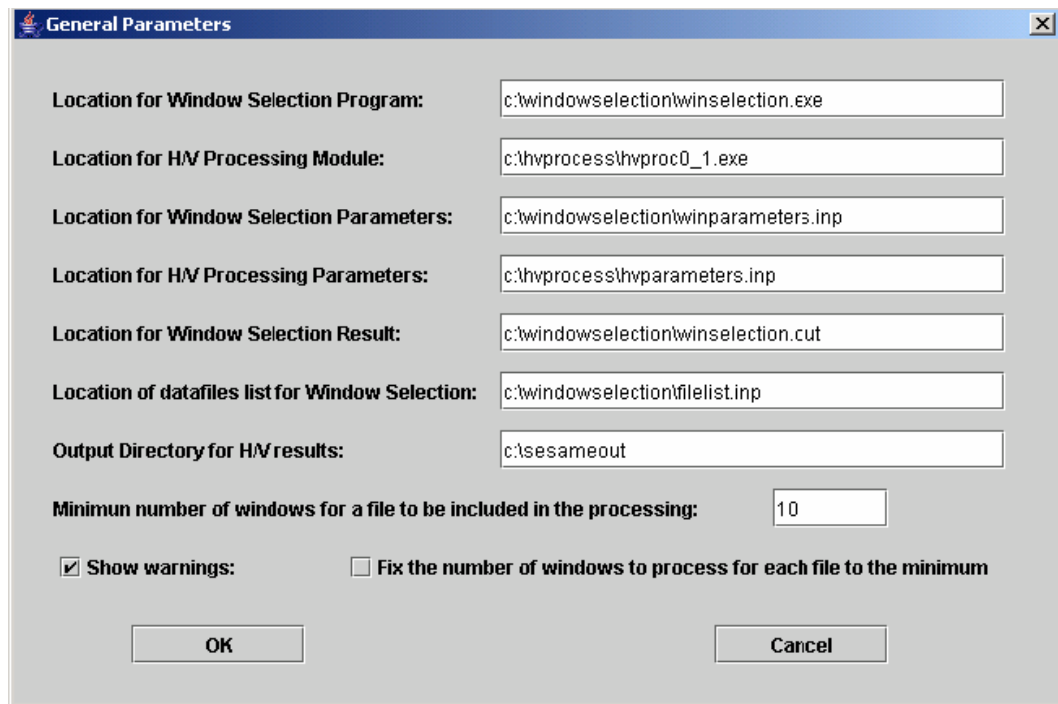 General Parameters
Location for Window Selection Program: c:\windowselection\winselection.exe
Location for H/V Processing Module: c:\hvprocess\hvproc0_1.exe
Location for Window Selection Parameters: c:\windowselection\winparameters.inp
Location for H/V Processing Parameters: c:\hvprocess\hvparameters.inp
Location for Window Selection Result: c:\windowselection\winselection.out
Location of datafiles list for Window Selection: c:\windowselection\filelist.inp
Output Directory for H/V results: c:\sesameout
Minimun number of windows for a file to be included in the processing: 10
Show warnings: Fix the number of windows to process for each file to the minimum
OK Cancel